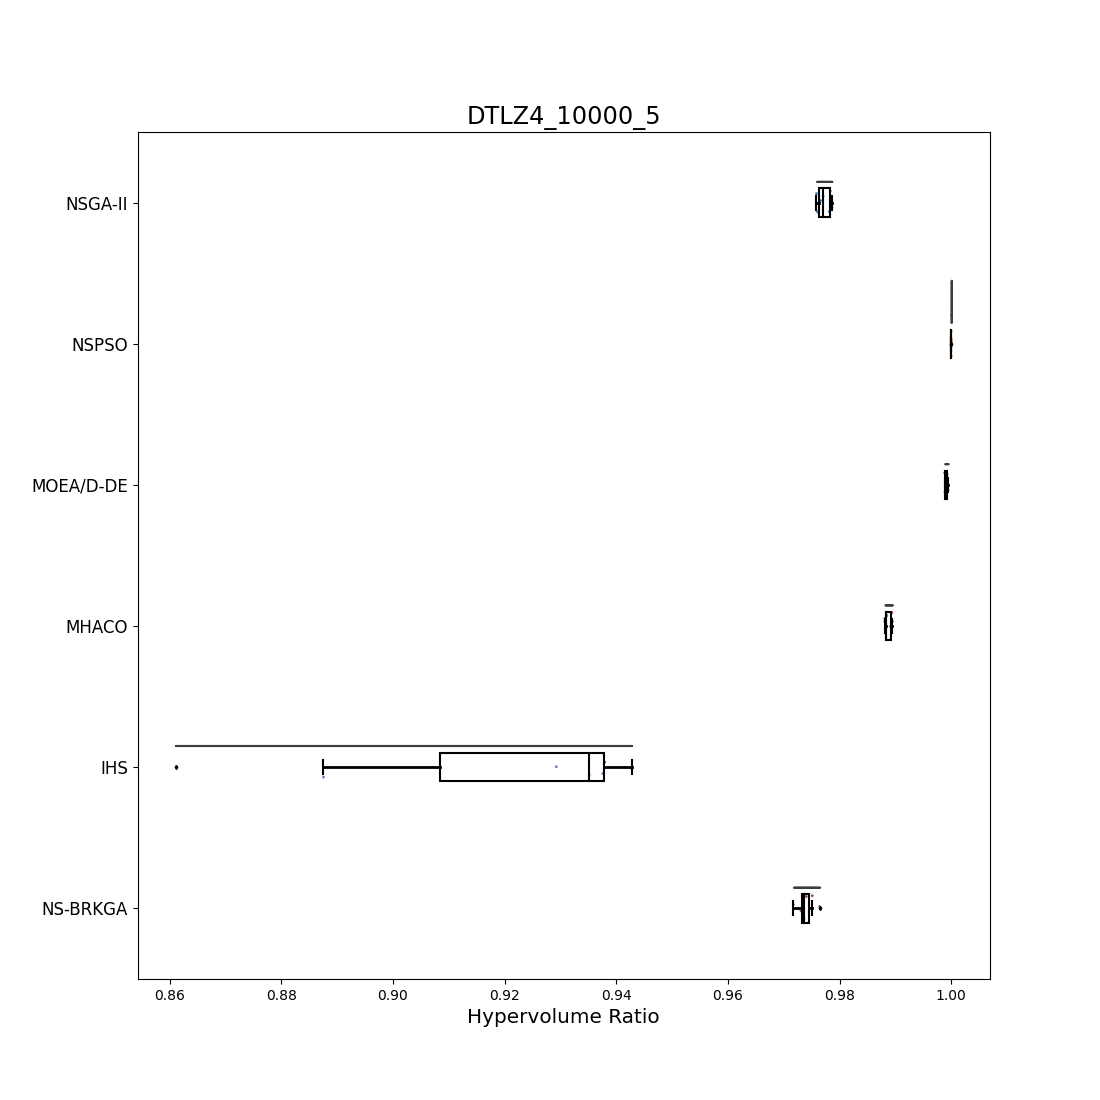 DTLZ4_10000_5
NSGA-II
NSPSO
MOEA/D-DE
MHACO
IHS
NS-BRKGA
0.86 0.88 0.90 0.92 0.94 0.96 0.98 1.00
Hypervolume Ratio